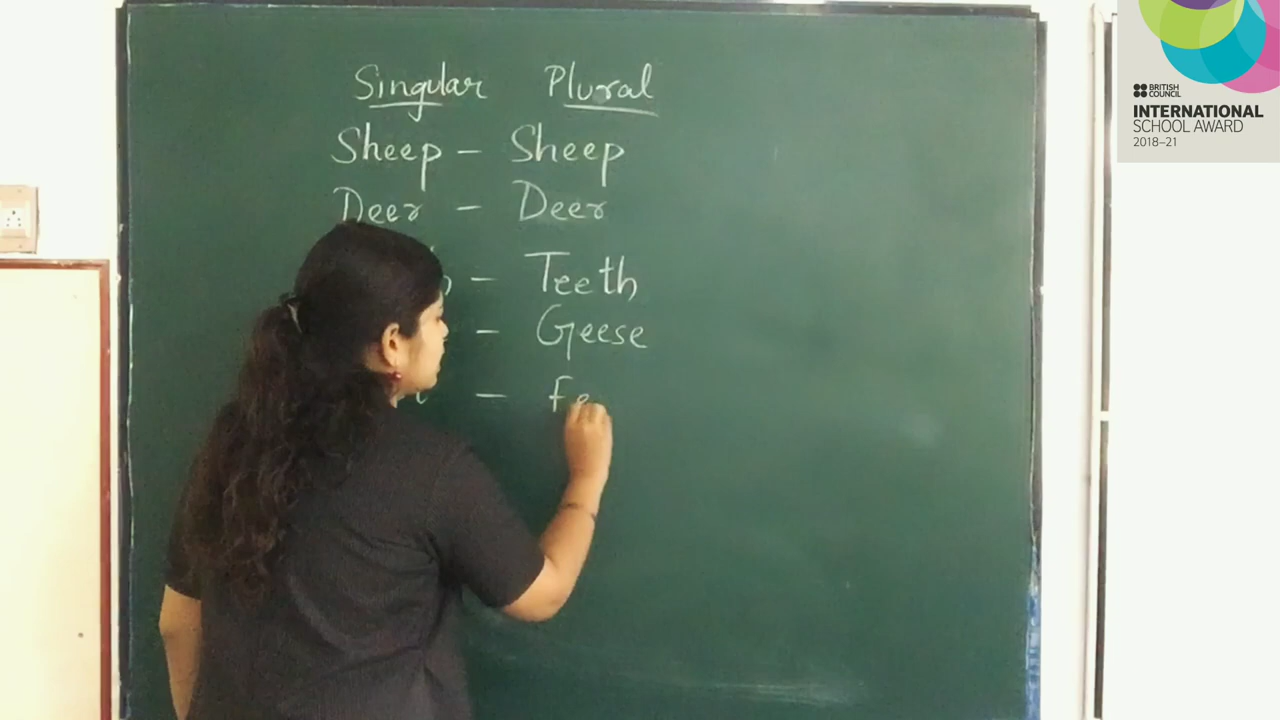 Singular Plural
Sheep – Sheep
Deer – Deer
– Teeth
– Geese
– Fe
BRITISH
COUNCIL
INTERNATIONAL
SCHOOL AWARD
2018–21